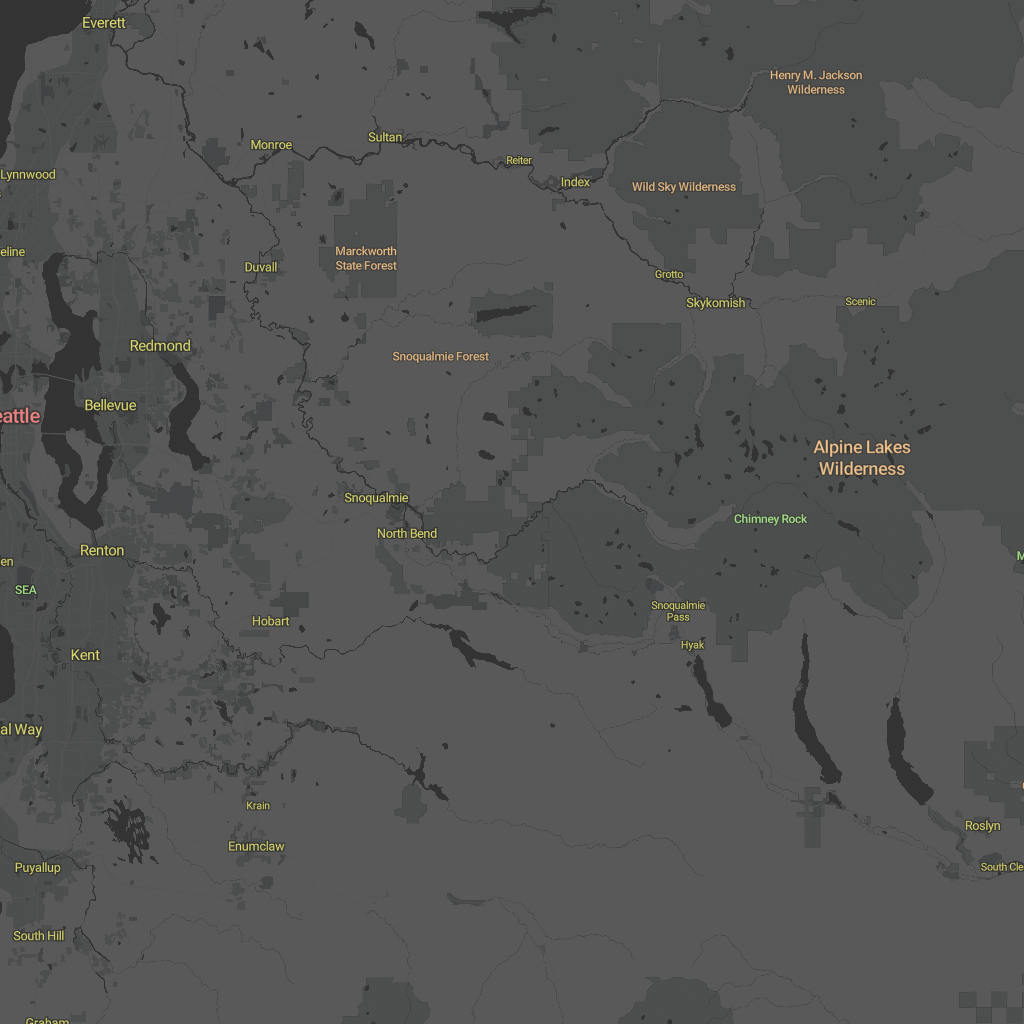 Everett
Henry M. Jackson
Wilderness
Sultan
Monroe
Reiter
Lynnwood
Index
Wild Sky Wilderness
eline
Marckworth
State Forest
Duvall
Grotto
Skykomish
Scenic
Redmond
Snoqualmie Forest
Bellevue
eattle
Alpine Lakes
Wilderness
Snoqualmie
Chimney Rock
North Bend
Renton
M
en
SEA
Snoqualmie
Pass
Hobart
Hyak
Kent
al Way
Krain
Roslyn
Enumclaw
Puyallup
South Cle
South Hill
Graham